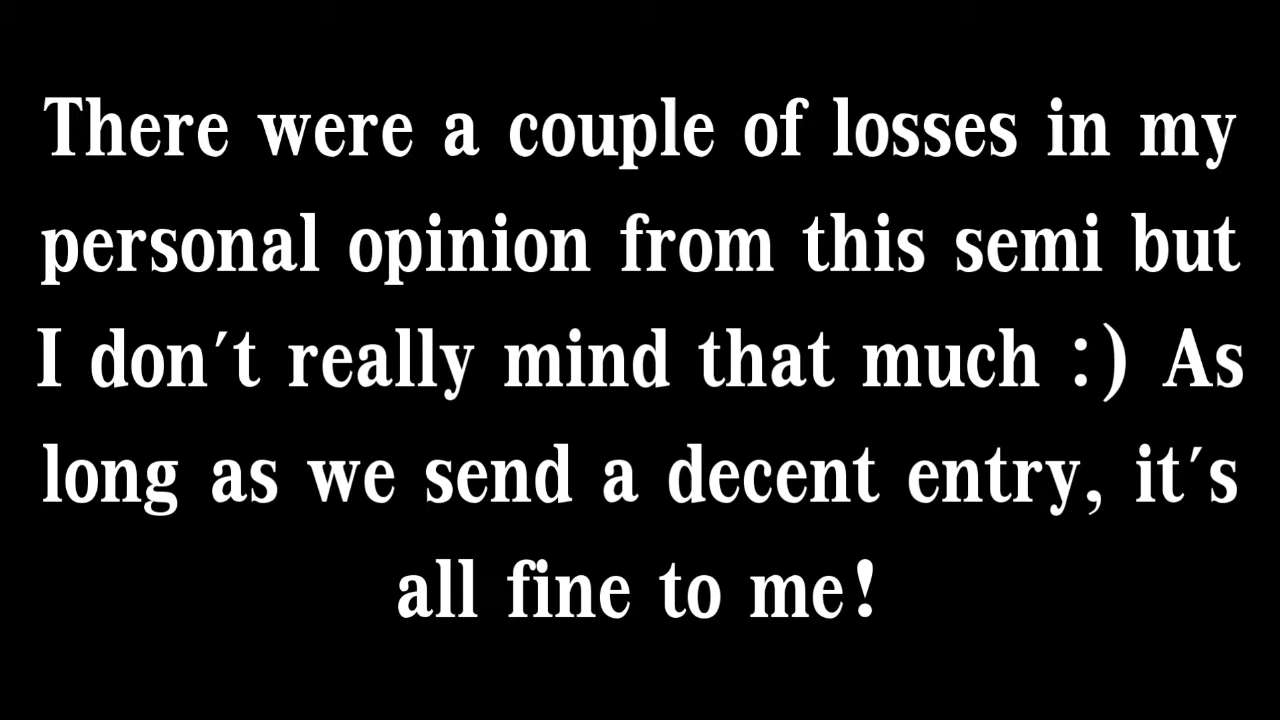 There were a couple of losses in my
personal opinion from this semi but
I don´t really mind that much :) As
long as we send a decent entry, it´s
all fine to me!